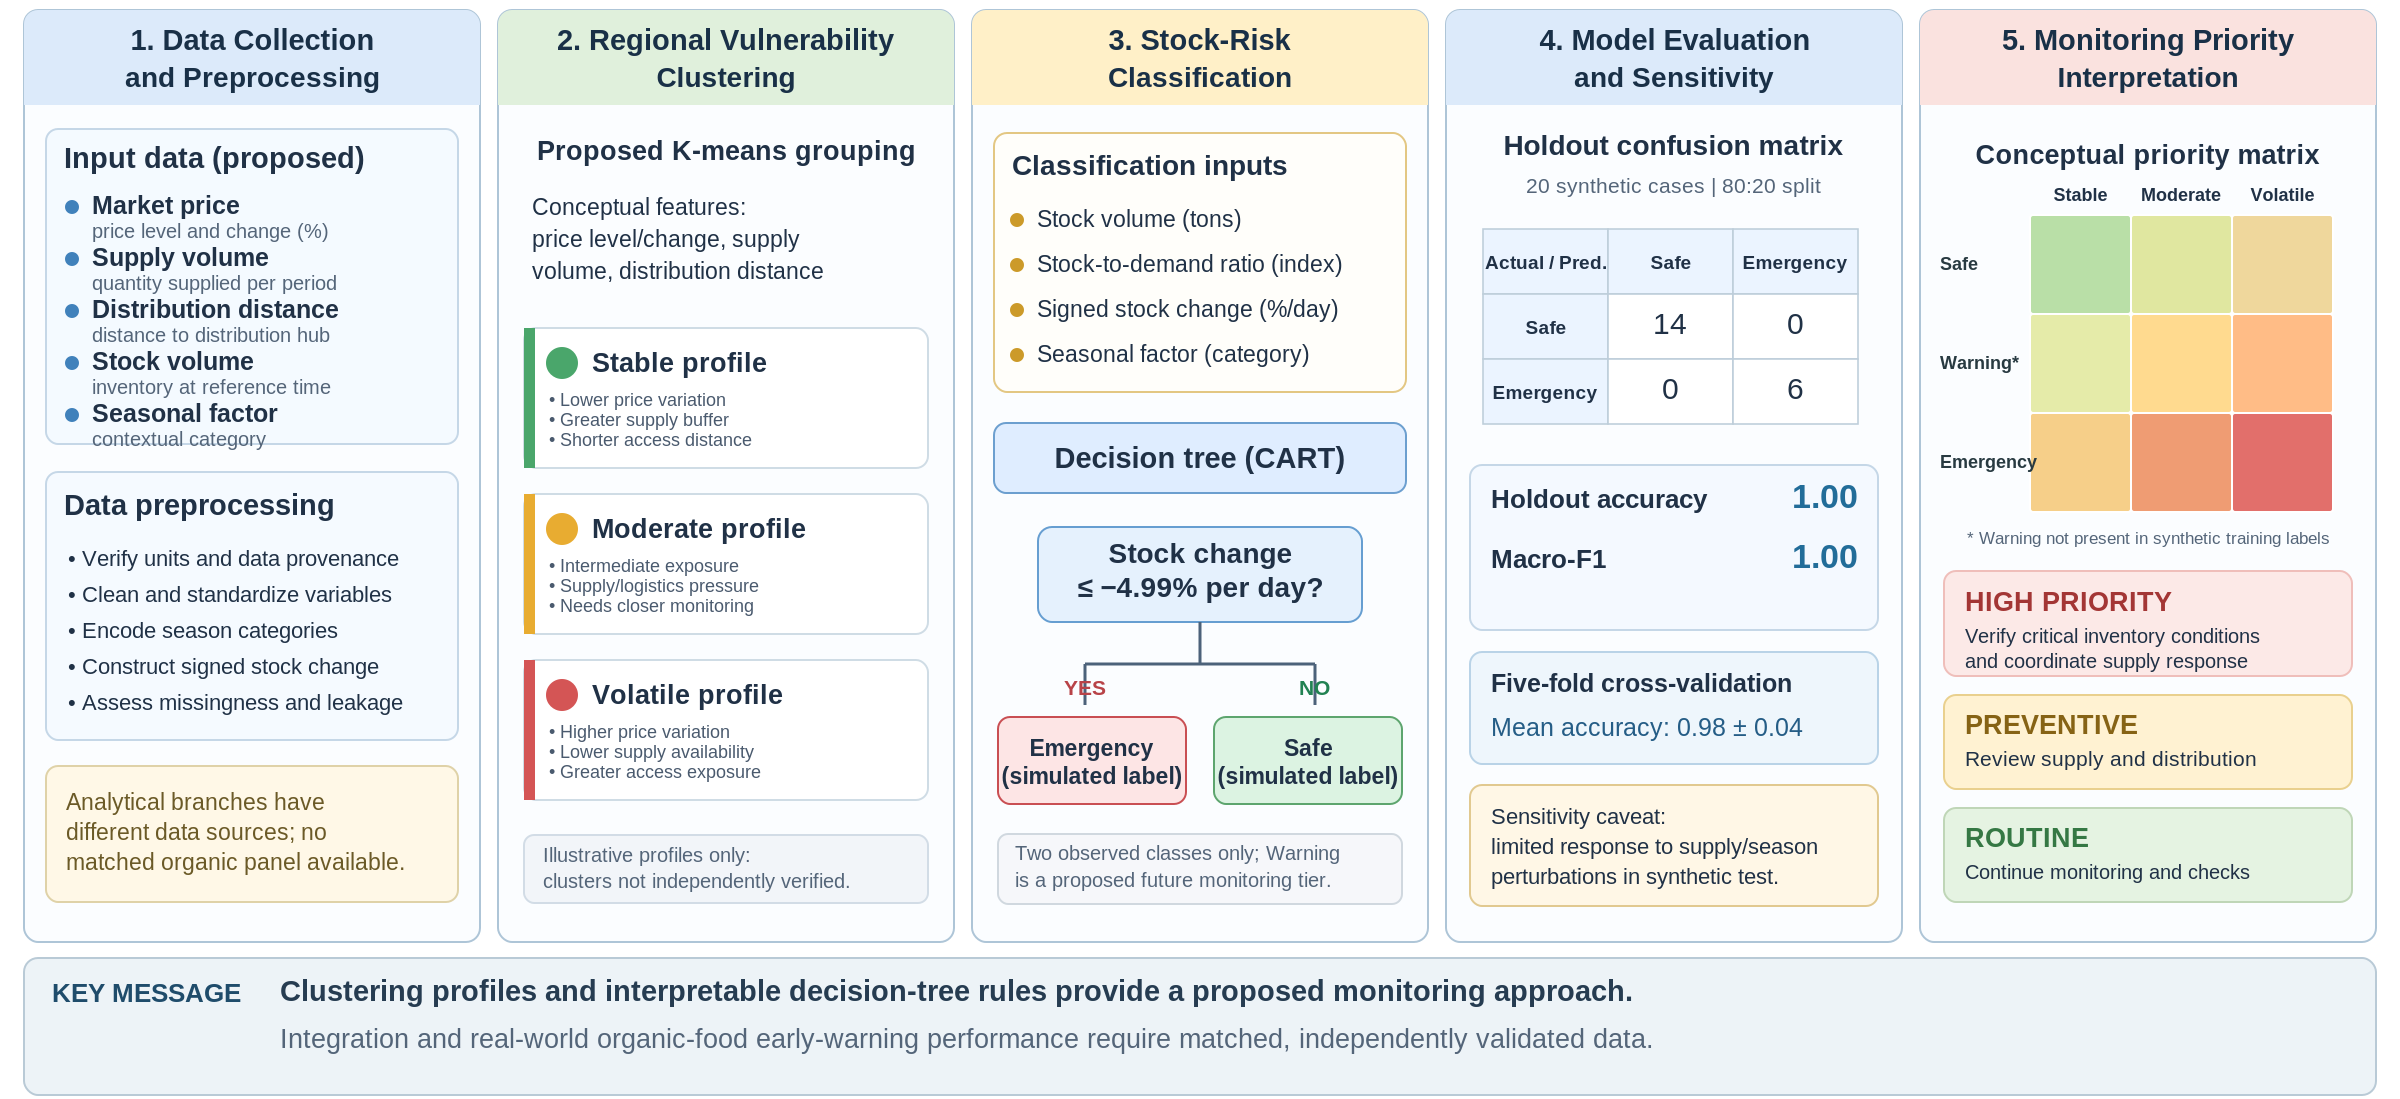 1. Data Collection
and Preprocessing
Input data (proposed)
Market price
price level and change (%)
Supply volume
quantity supplied per period
Distribution distance
distance to distribution hub
Stock volume
inventory at reference time
Seasonal factor
contextual category
Data preprocessing
• Verify units and data provenance
• Clean and standardize variables
• Encode season categories
• Construct signed stock change
• Assess missingness and leakage
Analytical branches have
different data sources; no
matched organic panel available.
2. Regional Vulnerability
Clustering
Proposed K-means grouping
Conceptual features:
price level/change, supply
volume, distribution distance
Stable profile
• Lower price variation
• Greater supply buffer
• Shorter access distance
Moderate profile
• Intermediate exposure
• Supply/logistics pressure
• Needs closer monitoring
Volatile profile
• Higher price variation
• Lower supply availability
• Greater access exposure
Illustrative profiles only:
clusters not independently verified.
3. Stock-Risk
Classification
Classification inputs
Stock volume (tons)
Stock-to-demand ratio (index)
Signed stock change (%/day)
Seasonal factor (category)
Decision tree (CART)
Stock change
≤ −4.99% per day?
YES NO
Emergency
(simulated label)
Safe
(simulated label)
Two observed classes only; Warning
is a proposed future monitoring tier.
4. Model Evaluation
and Sensitivity
Holdout confusion matrix
20 synthetic cases | 80:20 split
Actual / Pred. Safe Emergency
Safe 14 0
Emergency 0 6
Holdout accuracy 1.00
Macro-F1 1.00
Five-fold cross-validation
Mean accuracy: 0.98 ± 0.04
Sensitivity caveat:
limited response to supply/season
perturbations in synthetic test.
5. Monitoring Priority
Interpretation
Conceptual priority matrix
Stable Moderate Volatile
Safe
Warning*
Emergency
* Warning not present in synthetic training labels
HIGH PRIORITY
Verify critical inventory conditions
and coordinate supply response
PREVENTIVE
Review supply and distribution
ROUTINE
Continue monitoring and checks
KEY MESSAGE Clustering profiles and interpretable decision-tree rules provide a proposed monitoring approach.
Integration and real-world organic-food early-warning performance require matched, independently validated data.